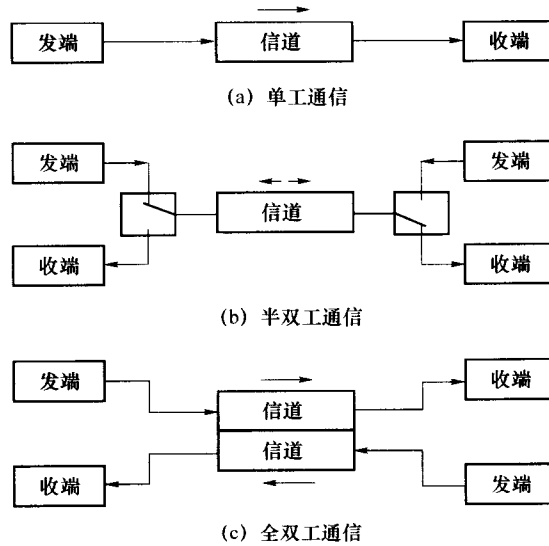 发端 信道 收端
(a) 单工通信
发端 发端
信道
收端 收端
(b) 半双工通信
发端 收端
信道
信道
收端 发端
(c) 全双工通信